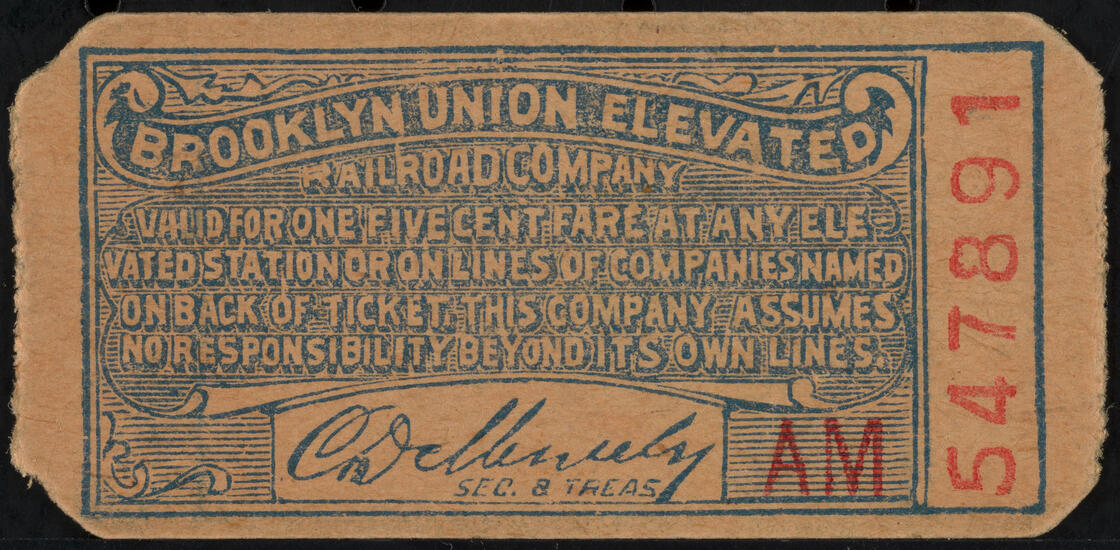 BROOKLYN UNION ELEVATED
RAILROAD COMPANY
VALID FOR ONE FIVE CENT FARE AT ANY ELE
VATED STATION OR ON LINES OF COMPANIES NAMED
ON BACK OF TICKET. THIS COMPANY ASSUMES
NO RESPONSIBILITY BEYOND ITS OWN LINES.
SEC. & TREAS
AM
547891